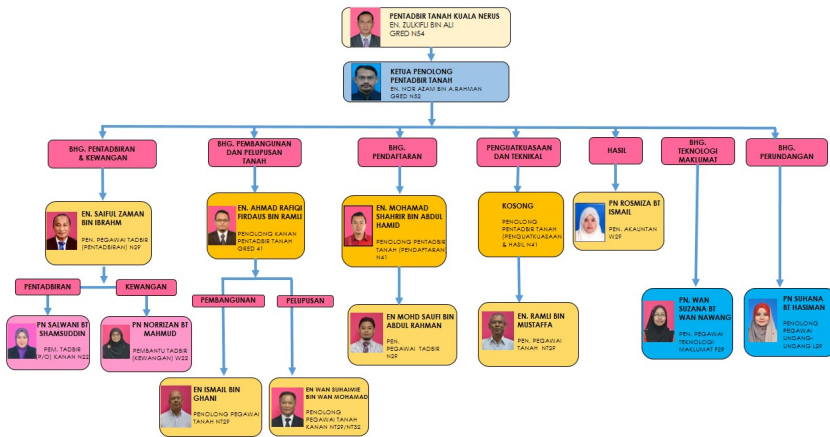 PENTADBIR TANAH KUALA NERUS
EN. ZULKIFLI BIN ALI
GRED N54
KETUA PENOLONG
PENTADBIR TANAH
EN. NOR AZAM BIN A.RAHMAN
GRED N52
BHG. PENTADBIRAN
& KEWANGAN
BHG. PEMBANGUNAN
DAN PELUPUSAN
TANAH
BHG.
PENDAFTARAN
PENGUATKUASAAN
DAN TEKNIKAL
HASIL
BHG.
TEKNOLOGI
MAKLUMAT
BHG.
PERUNDANGAN
EN. SAIFUL ZAMAN
BIN IBRAHM
PEN. PEGAWAI TADBIR
(PENTADBIRAN) N29
EN. AHMAD RAFIQI
FIRDAUS BIN RAMLI
PENOLONG KANAN
PENTADBIR TANAH
GRED 41
EN. MOHAMAD
SHAHRIR BIN ABDUL
HAMID
PENOLONG PENTADBIR
TANAH (PENDAFTARAN)
N41
KOSONG
PENOLONG
PENTADBIR TANAH
(PENGUATKUASAAN
& HASIL N41
PN ROSMIZA BT
ISMAIL
PEN. AKAUNTAN
W29
PENTADBIRAN
KEWANGAN
PEMBANGUNAN
PELUPUSAN
PN SALWANI BT
SHAMSUDDIN
PEM. TADBIR
(P/O) KANAN N22
PN NORRIZAN BT
MAHMUD
PEMBANTU TADBIR
(KEWANGAN) W22
EN MOHD SAUFI BIN
ABDUL RAHMAN
PEN.
PEGAWAI TADBIR
N29
EN. RAMLI BIN
MUSTAFFA
PEN. PEGAWAI
TANAH NT29
PN. WAN
SUZANA BT
WAN NAWANG
PEN. PEGAWAI
TEKNOLOGI
MAKLUMAT F29
PN SUHANA
BT HASIMAN
PENOLONG
PEGAWAI
UNDANG-
UNDANG L29
EN ISMAIL BIN
GHANI
PENOLONG PEGAWAI
TANAH NT29
EN WAN SUHAIMIE
BIN WAN MOHAMAD
PENOLONG
PEGAWAI TANAH
KANAN NT29/NT32